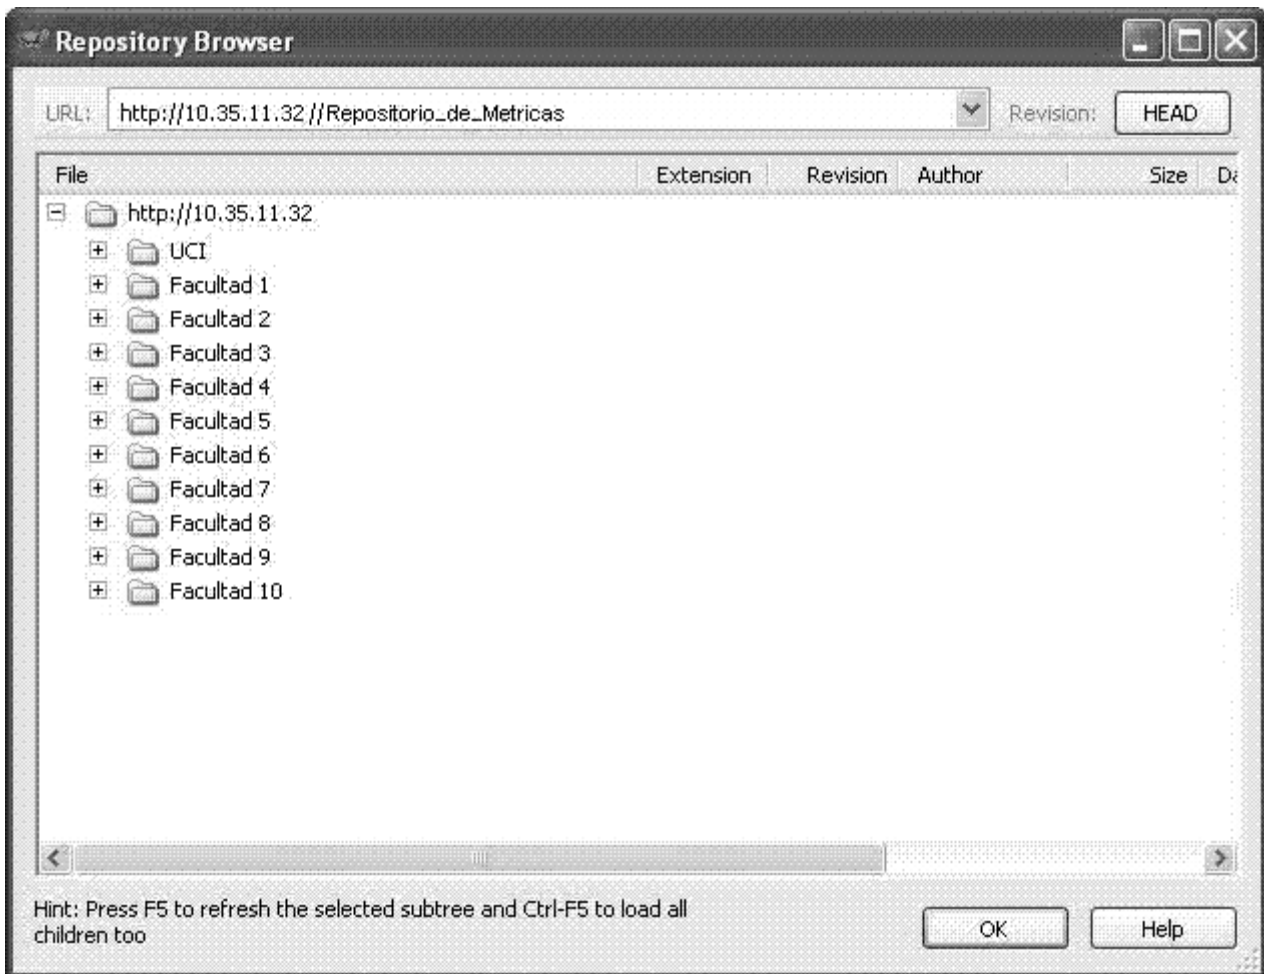 Repository Browser
URL: http://10.35.11.32//Repositorio_de_Metricas Revision: HEAD
File Extension Revision Author Size Da
http://10.35.11.32
UCI
Facultad 1
Facultad 2
Facultad 3
Facultad 4
Facultad 5
Facultad 6
Facultad 7
Facultad 8
Facultad 9
Facultad 10
Hint: Press F5 to refresh the selected subtree and Ctrl-F5 to load all
children too
OK Help